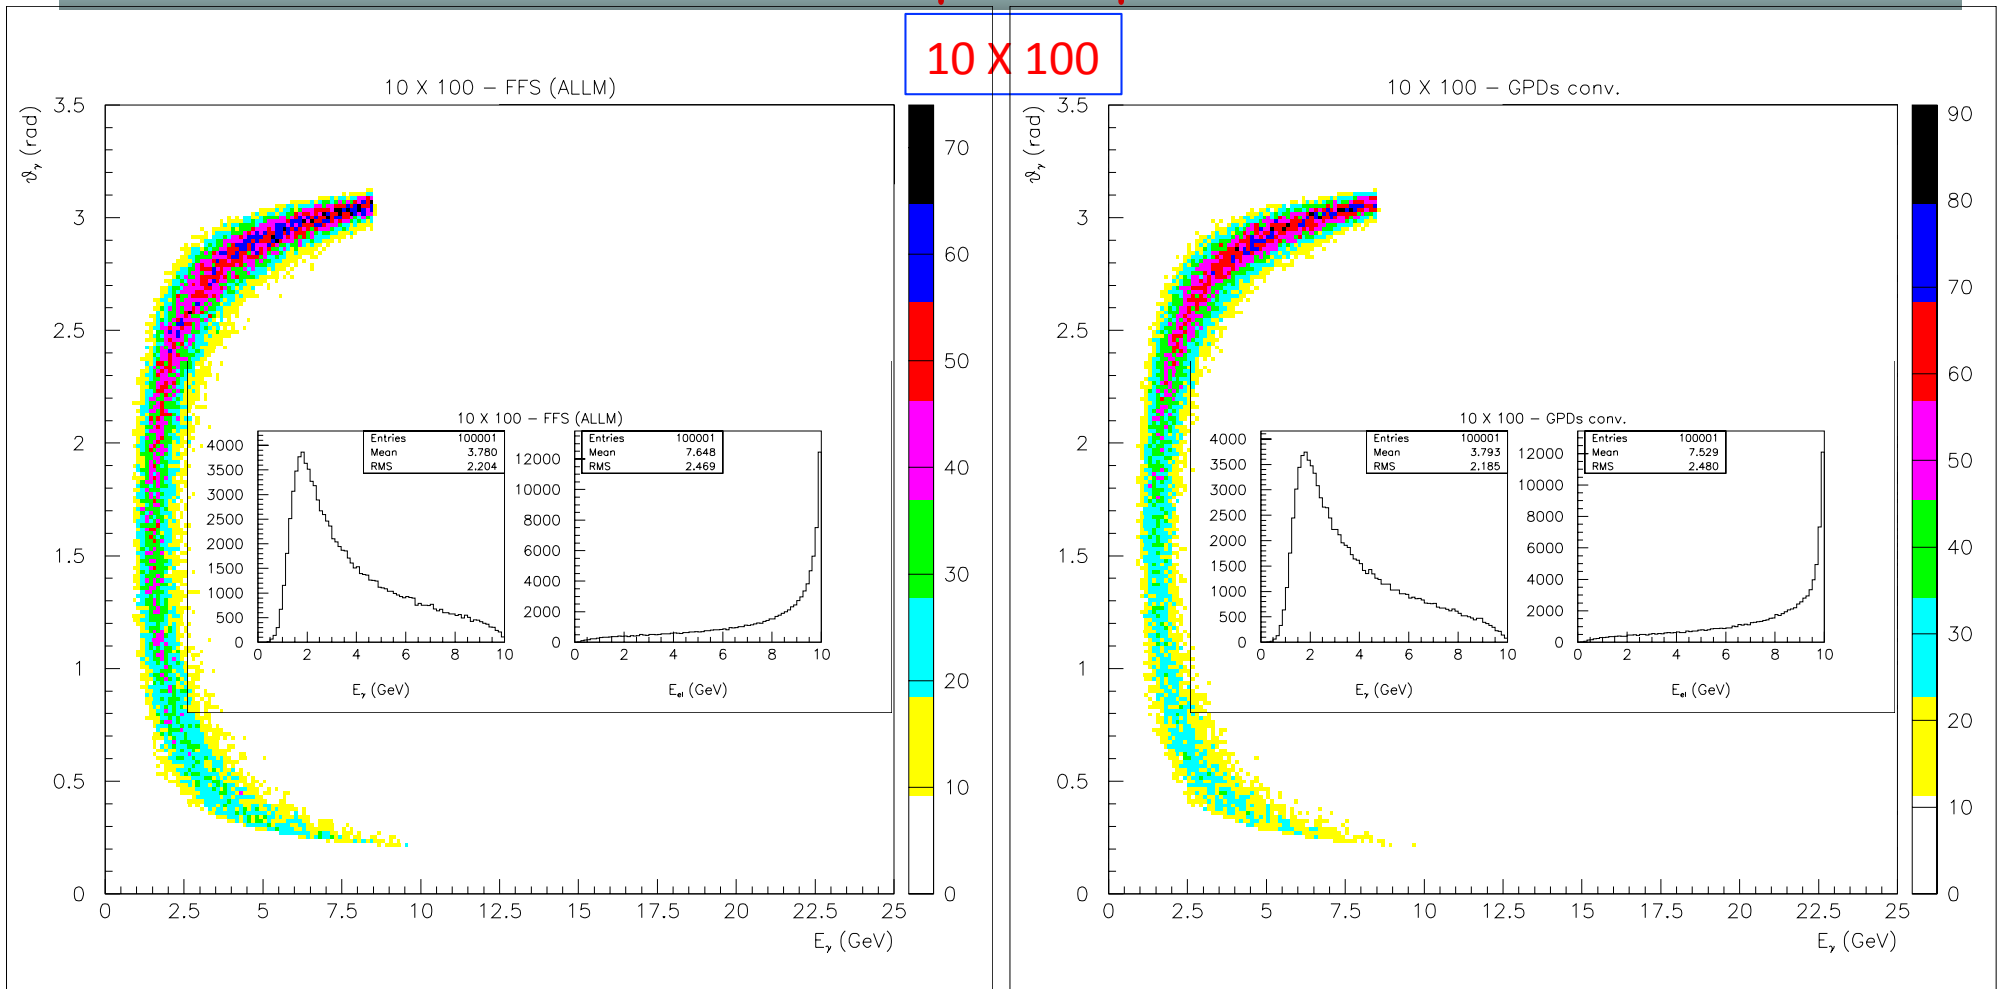 10 X 100
10 X 100 – FFS (ALLM)
3.5
3
2.5
2
1.5
1
0.5
0
ϑγ (rad)
0 2.5 5 7.5 10 12.5 15 17.5 20 22.5 25
Eγ (GeV)
70
60
50
40
30
20
10
0
10 X 100 – FFS (ALLM)
Entries 100001
Mean 3.780
RMS 2.204
4000
3500
3000
2500
2000
1500
1000
500
0
0 2 4 6 8 10
Eγ (GeV)
Entries 100001
Mean 7.648
RMS 2.469
12000
10000
8000
6000
4000
2000
0
0 2 4 6 8 10
Eel (GeV)
10 X 100 – GPDs conv.
3.5
3
2.5
2
1.5
1
0.5
0
ϑγ (rad)
0 2.5 5 7.5 10 12.5 15 17.5 20 22.5 25
Eγ (GeV)
90
80
70
60
50
40
30
20
10
0
10 X 100 – GPDs conv.
Entries 100001
Mean 3.793
RMS 2.185
4000
3500
3000
2500
2000
1500
1000
500
0
0 2 4 6 8 10
Eγ (GeV)
Entries 100001
Mean 7.529
RMS 2.480
12000
10000
8000
6000
4000
2000
0
0 2 4 6 8 10
Eel (GeV)